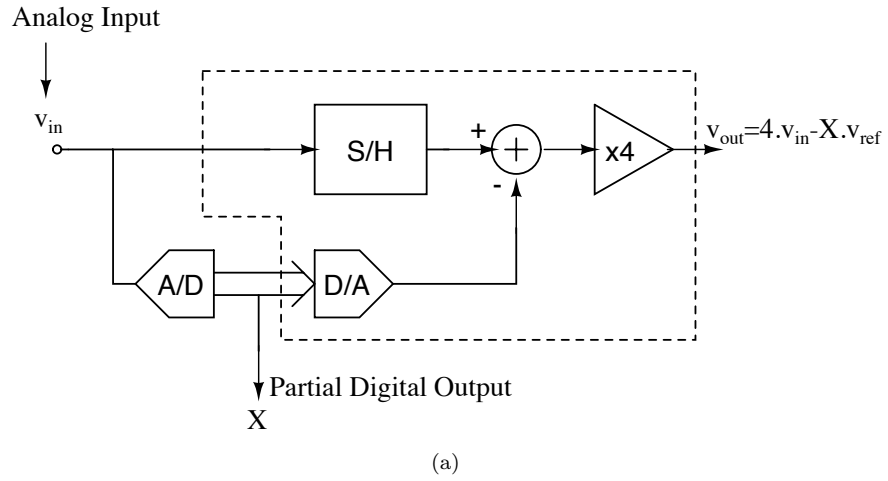 Analog Input
v_in
S/H
+
+
-
x4
v_out=4.v_in-X.v_ref
A/D
D/A
Partial Digital Output
X
(a)